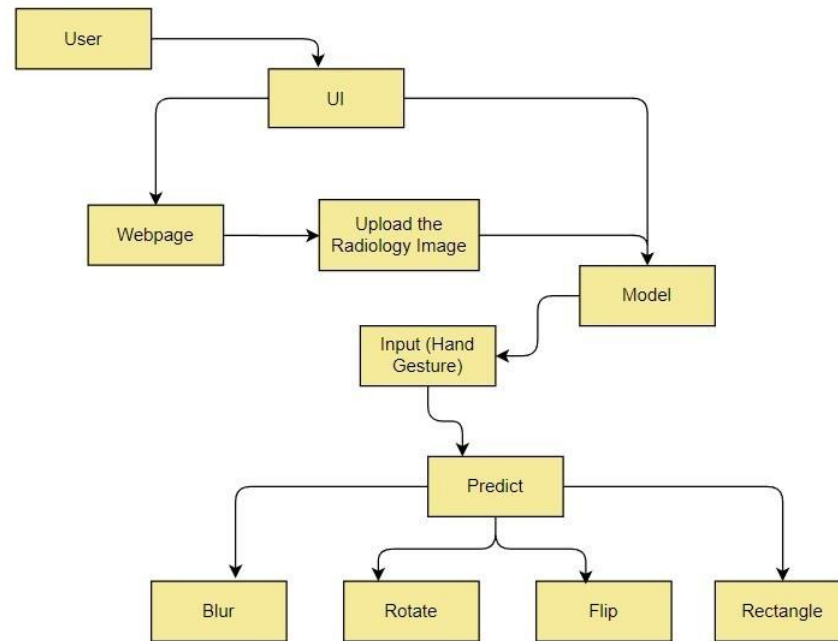 User
UI
Webpage
Upload the
Radiology Image
Model
Input (Hand
Gesture)
Predict
Blur
Rotate
Flip
Rectangle